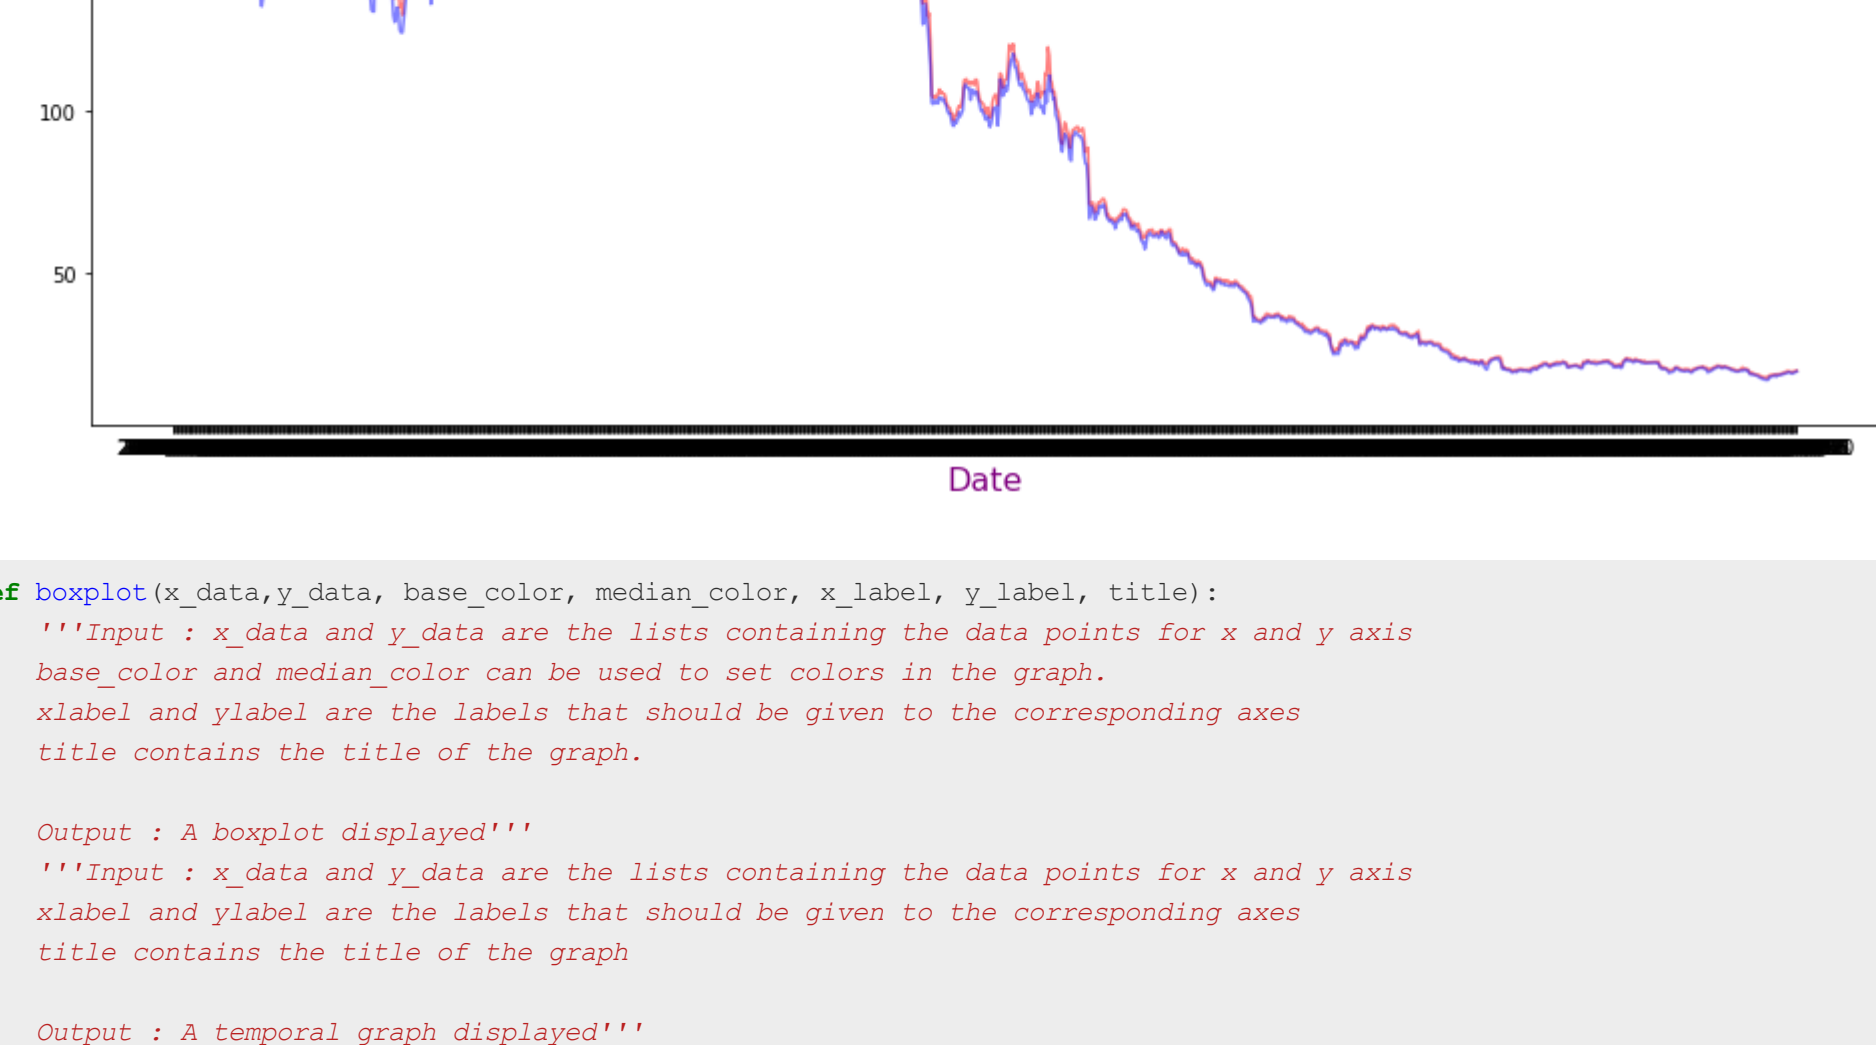 100
50
Date
ef boxplot(x_data,y_data, base_color, median_color, x_label, y_label, title):
'''Input : x_data and y_data are the lists containing the data points for x and y axis
base_color and median_color can be used to set colors in the graph.
xlabel and ylabel are the labels that should be given to the corresponding axes
title contains the title of the graph.
Output : A boxplot displayed'''
'''Input : x_data and y_data are the lists containing the data points for x and y axis
xlabel and ylabel are the labels that should be given to the corresponding axes
title contains the title of the graph
Output : A temporal graph displayed'''